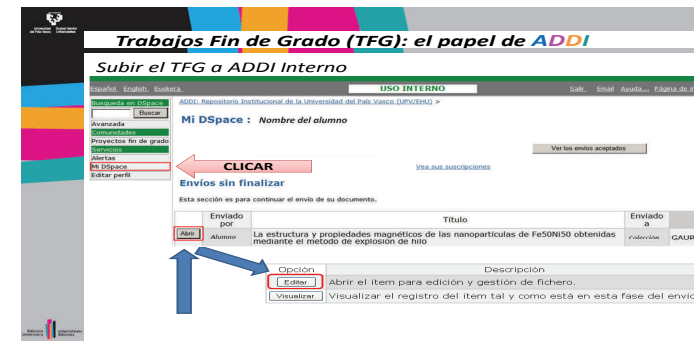 Trabajos Fin de Grado (TFG): el papel de ADDI
Subir el TFG a ADDI Interno
Español English Euskera
USO INTERNO
Salir Email Ayuda...
Búsqueda en DSpace
Buscar
Avanzada
Comunidades
Proyectos fin de grado
Servicios
Alertas
Mi DSpace
Editar perfil
ADDI: Repositorio Institucional de la Universidad del País Vasco (UPV/EHU) >
Mi DSpace : Nombre del alumno
Ver los envíos aceptados
CLICAR
Vea sus suscripciones
Envíos sin finalizar
Esta sección es para continuar el envío de su documento.
Enviado por Título Enviado a
Abrir Alumno La estructura y propiedades magnéticos de las nanopartículas de Fe50Ni50 obtenidas mediante el metodo de explosión de hilo Colección GAUR
Opción Descripción
Editar Abrir el ítem para edición y gestión de fichero.
Visualizar Visualizar el registro del ítem tal y como está en esta fase del envío